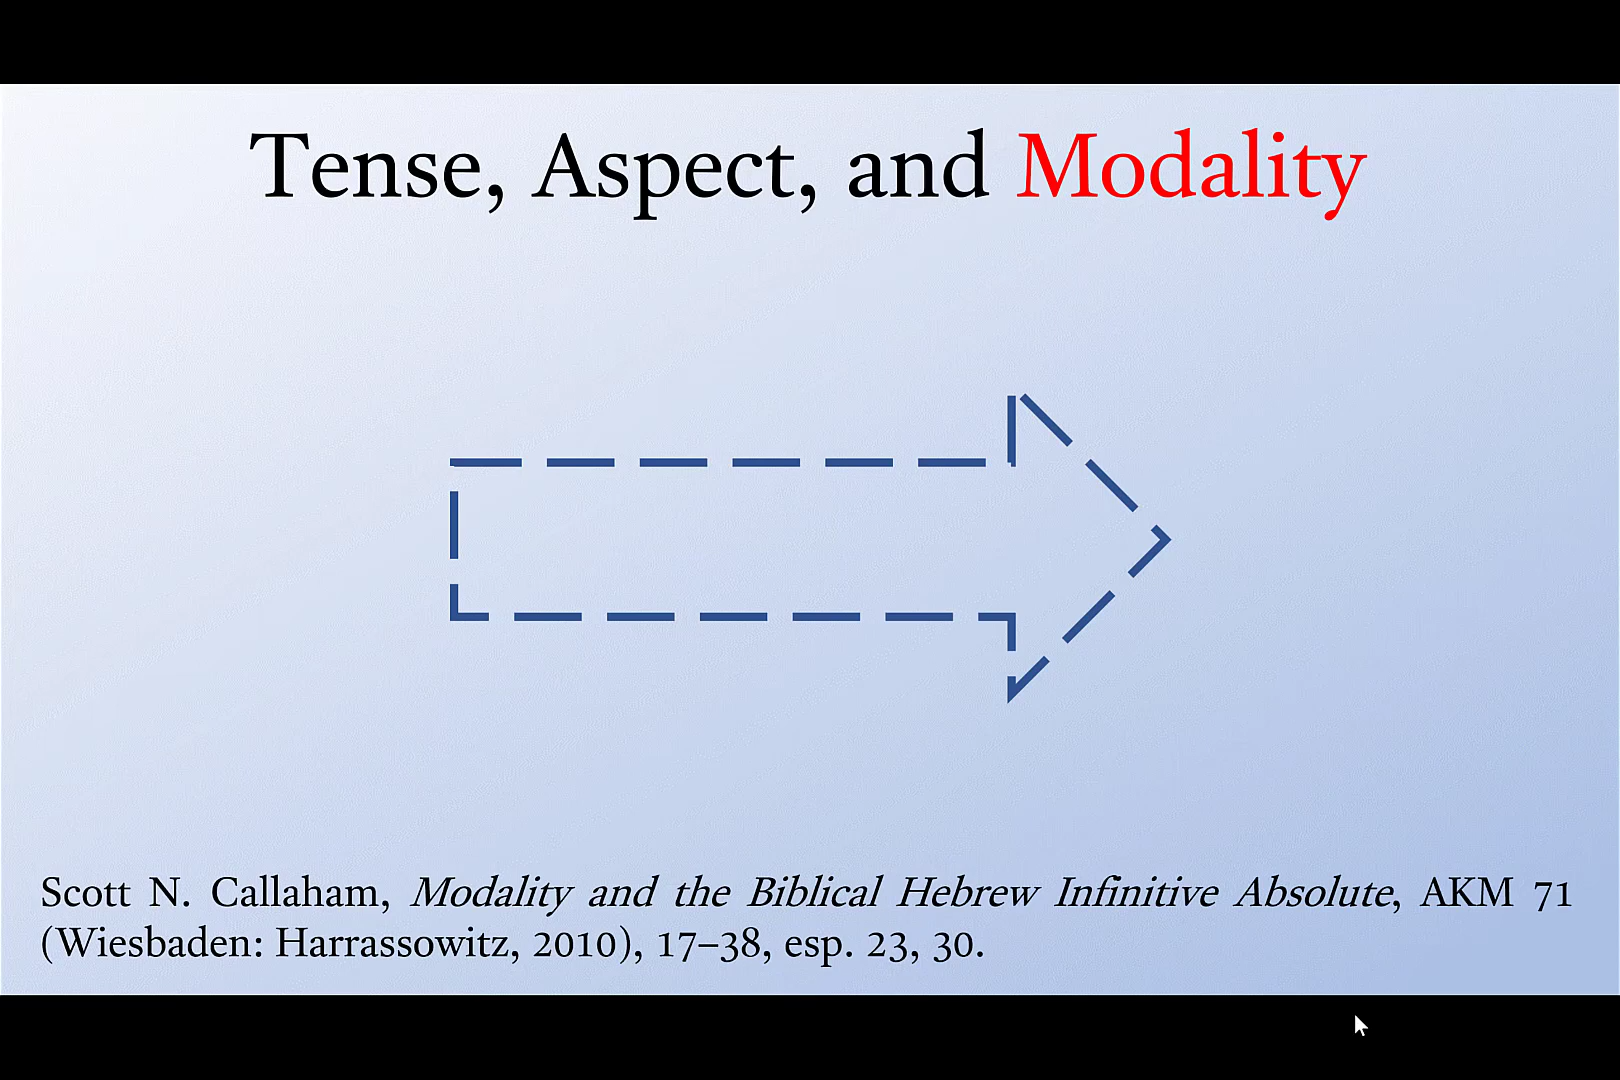 Tense, Aspect, and Modality
Scott N. Callaham, Modality and the Biblical Hebrew Infinitive Absolute, AKM 71
(Wiesbaden: Harrassowitz, 2010), 17–38, esp. 23, 30.